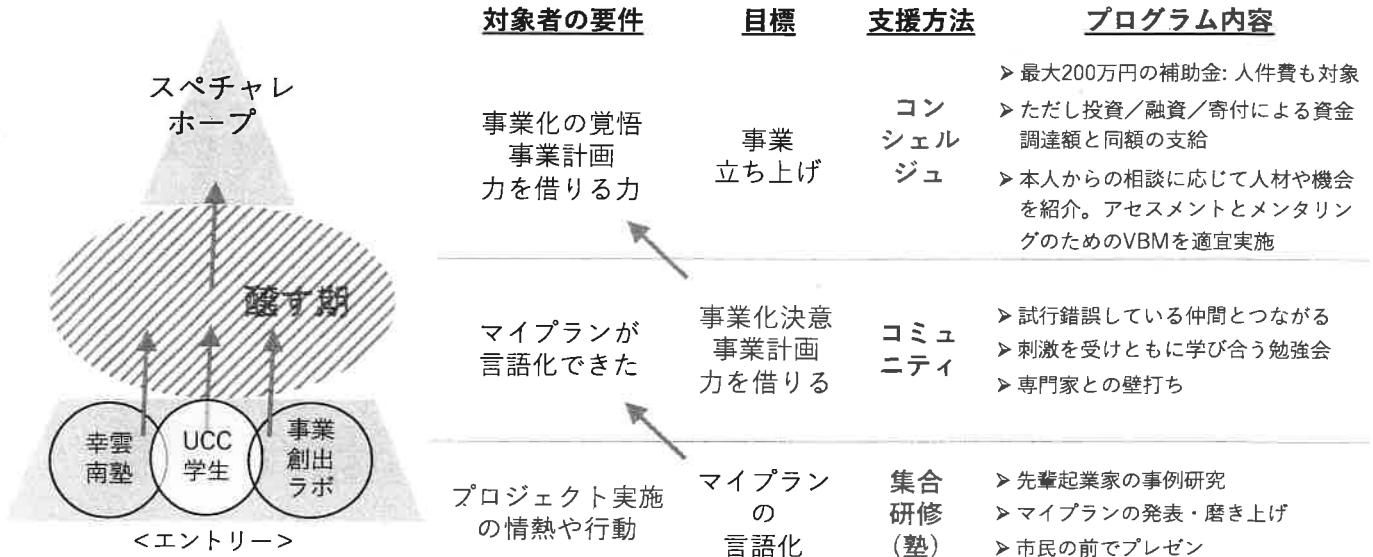 対象者の要件
目標
支援方法
プログラム内容
スペチャレ
ホープ
事業化の覚悟
事業計画
力を借りる力
事業
立ち上げ
コン
シェル
ジュ
➤ 最大200万円の補助金: 人件費も対象
➤ ただし投資／融資／寄付による資金
調達額と同額の支給
➤ 本人からの相談に応じて人材や機会
を紹介。アセスメントとメンタリン
グのためのVBMを適宜実施
醸す期
マイプランが
言語化できた
事業化決意
事業計画
力を借りる
コミュ
ニティ
➤ 試行錯誤している仲間とつながる
➤ 刺激を受けともに学び合う勉強会
➤ 専門家との壁打ち
幸雲
南塾
UCC
学生
事業
創出
ラボ
<エントリー>
プロジェクト実施
の情熱や行動
マイプラン
の
言語化
集合
研修
（塾）
➤ 先輩起業家の事例研究
➤ マイプランの発表・磨き上げ
➤ 市民の前でプレゼン